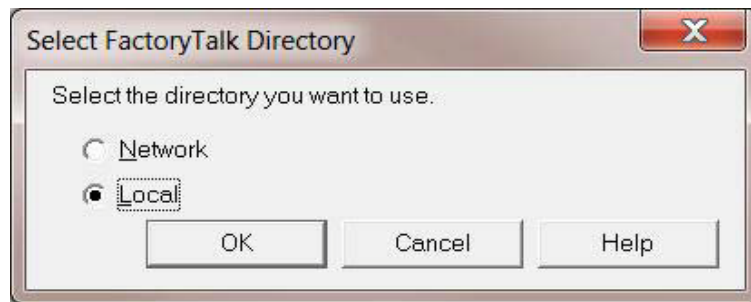 Select FactoryTalk Directory
Select the directory you want to use.
Network
Local
OK Cancel Help